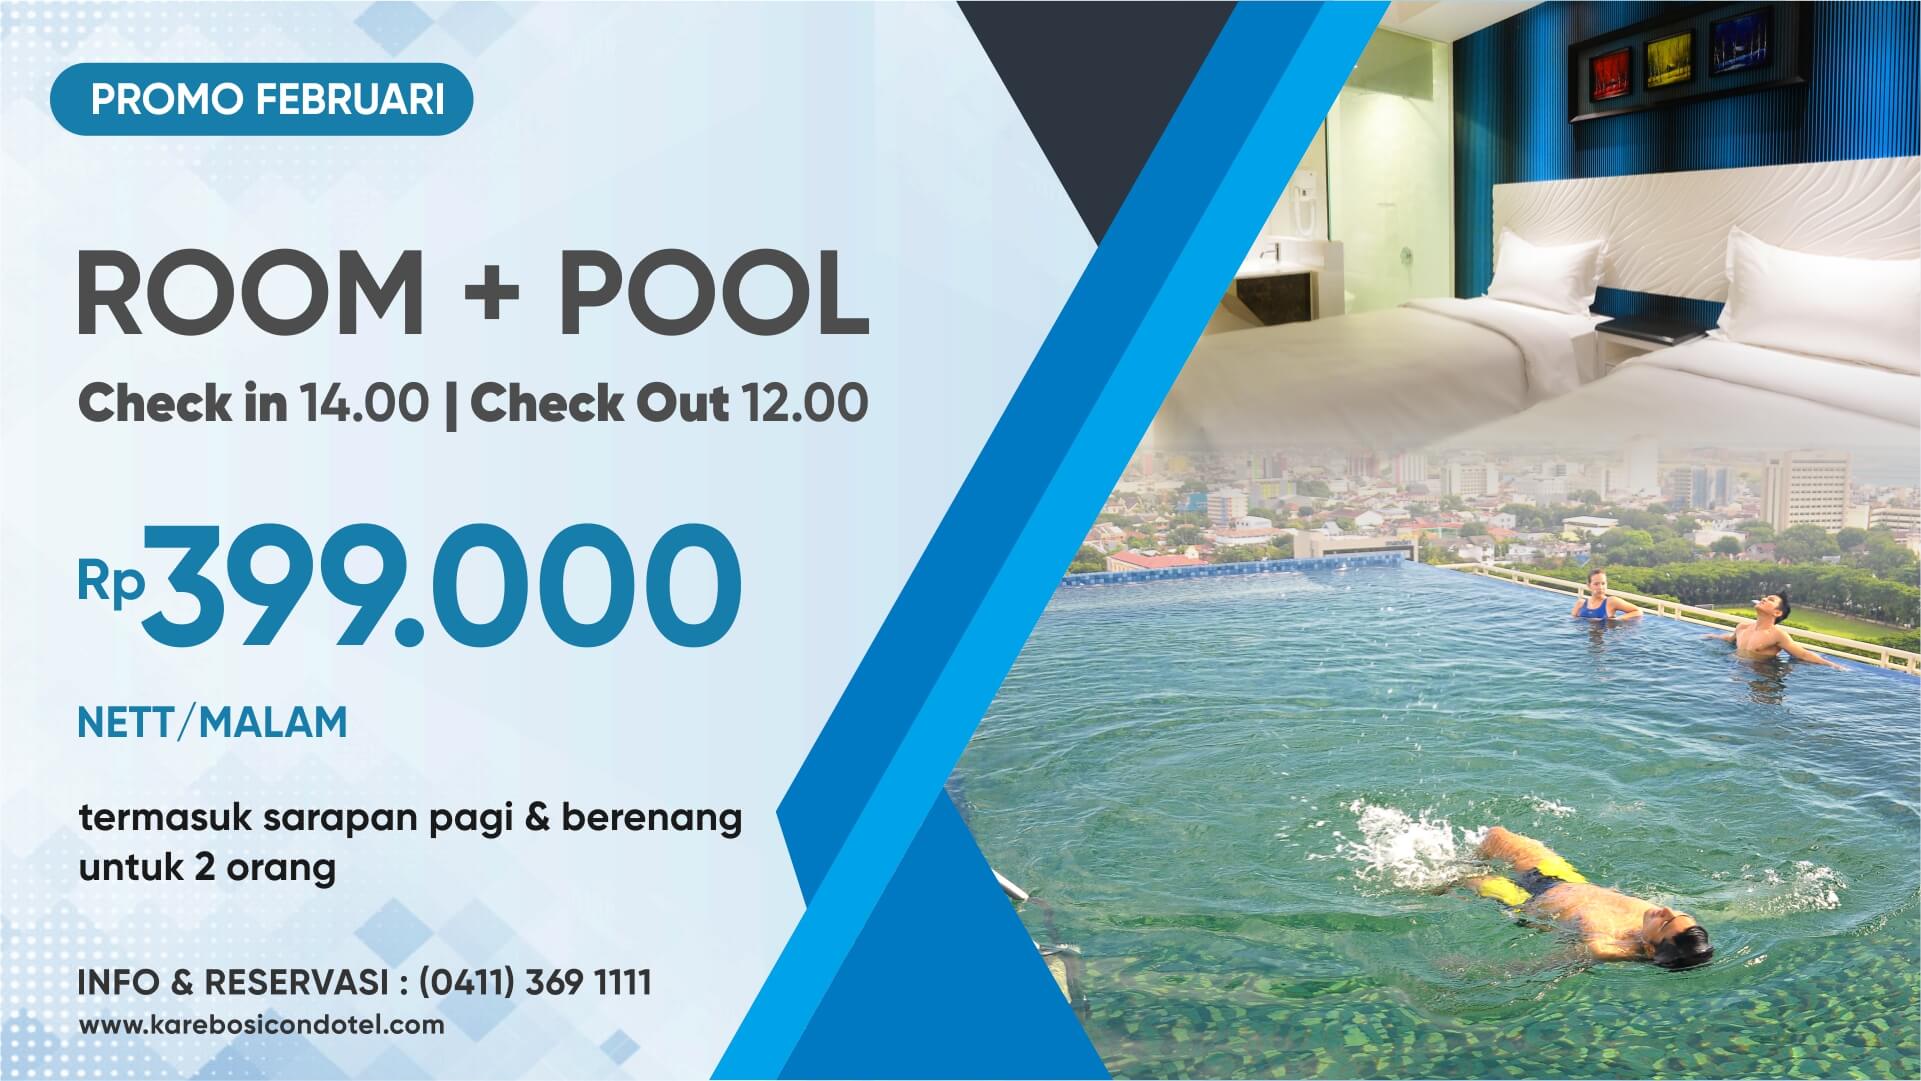 PROMO FEBRUARI
ROOM + POOL
Check in 14.00 | Check Out 12.00
Rp399.000
NETT/MALAM
termasuk sarapan pagi & berenang
untuk 2 orang
INFO & RESERVASI : (0411) 369 1111
www.karebosicondotel.com